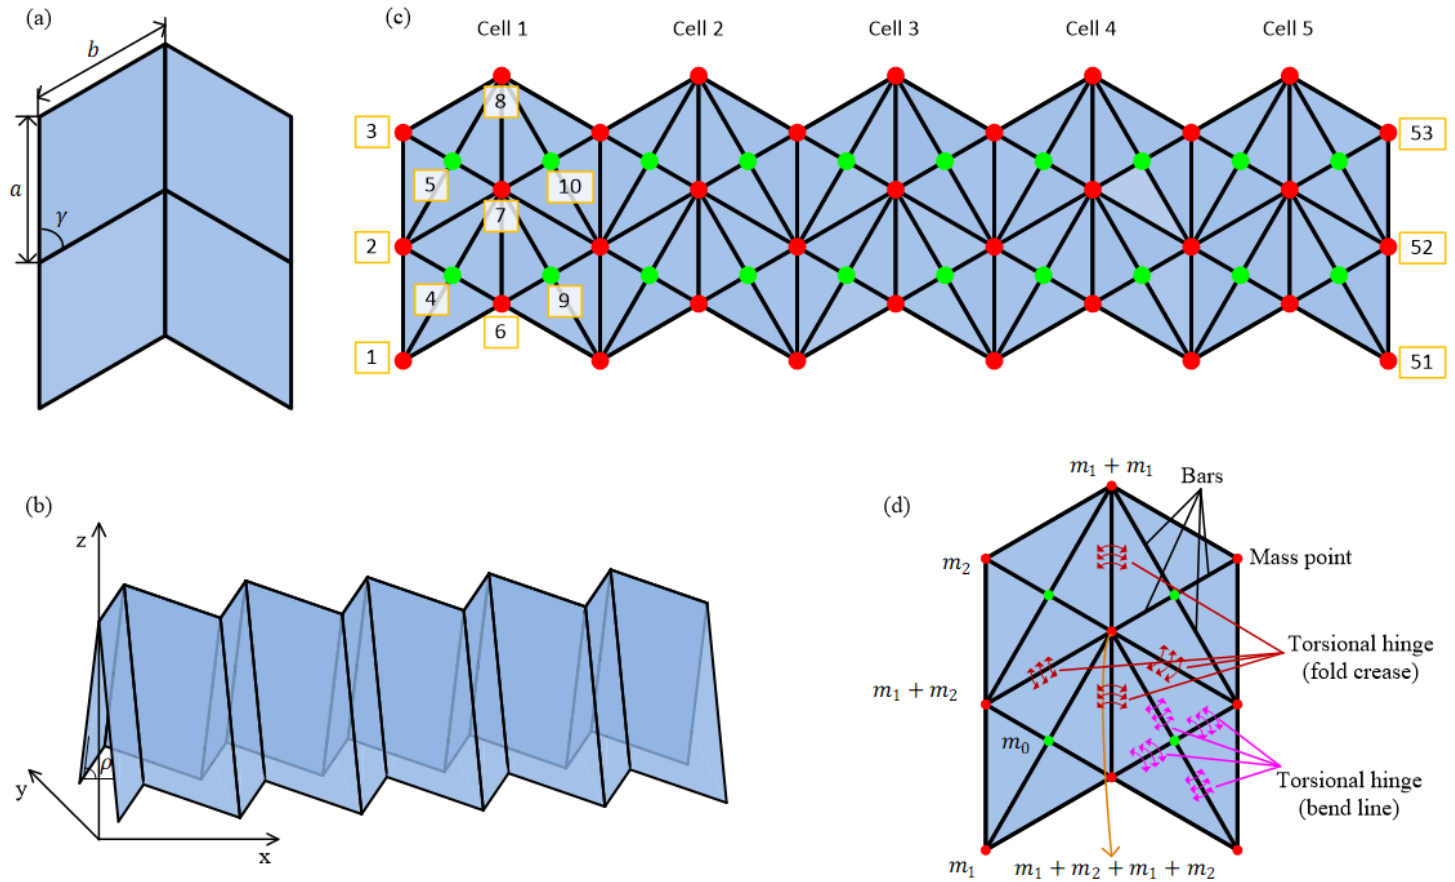 (a)
b
a
γ
(c)
Cell 1
Cell 2
Cell 3
Cell 4
Cell 5
8
3
53
5
10
7
2
52
4
9
6
1
51
(b)
z
y
ρ
x
(d)
m₁ + m₁
Bars
m₂
Mass point
Torsional hinge
(fold crease)
m₁ + m₂
m₀
Torsional hinge
(bend line)
m₁
m₁ + m₂ + m₁ + m₂